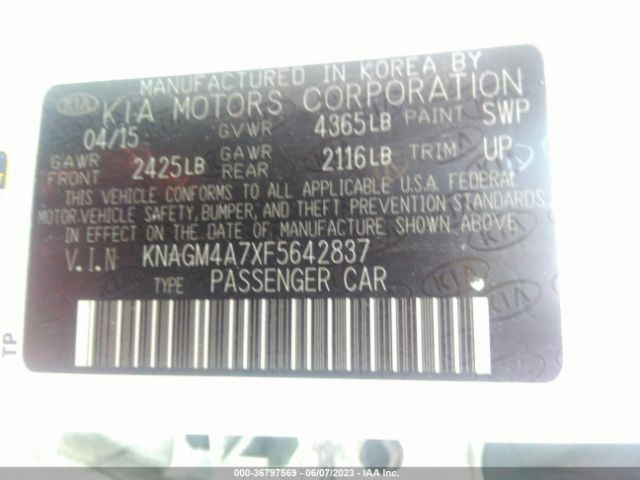 MANUFACTURED IN KOREA BY
KIA KIA MOTORS CORPORATION
04/15 GVWR 4365LB PAINT SWP
GAWR FRONT 2425LB GAWR REAR 2116LB TRIM UP
THIS VEHICLE CONFORMS TO ALL APPLICABLE U.S.A. FEDERAL
MOTOR VEHICLE SAFETY, BUMPER, AND THEFT PREVENTION STANDARDS
IN EFFECT ON THE DATE OF MANUFACTURE SHOWN ABOVE.
V.I.N KNAGM4A7XF5642837
TYPE PASSENGER CAR
KIA KIA
TP
000-36797569 - 06/07/2023 - IAA Inc.